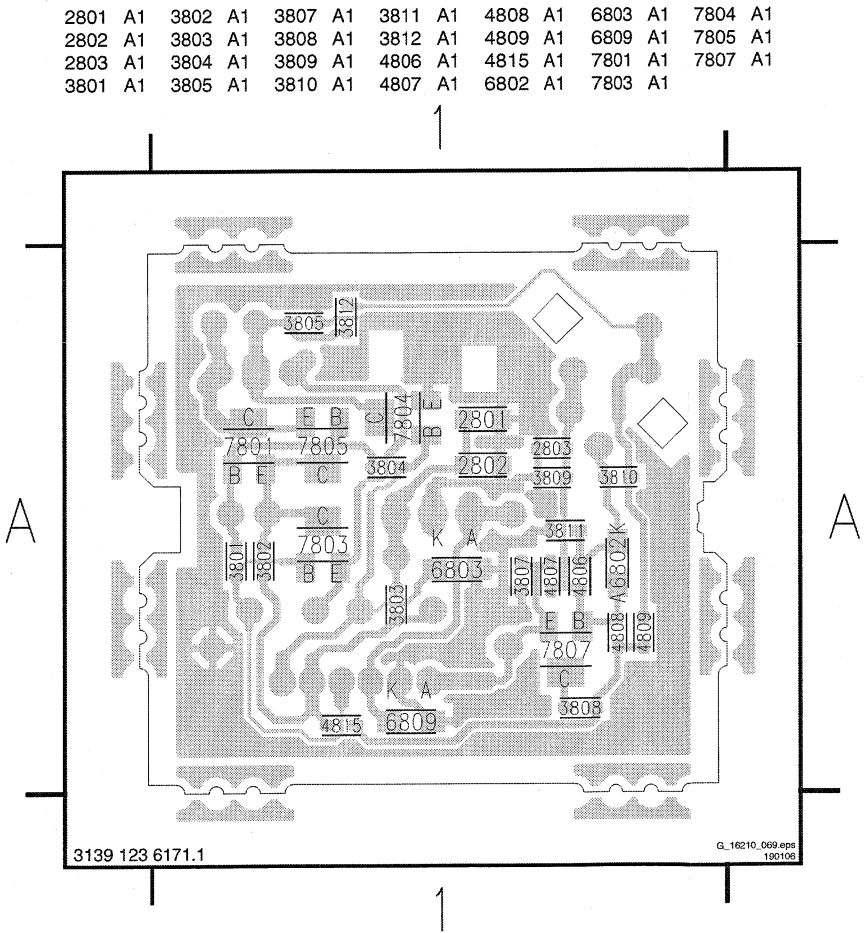 2801 A1 3802 A1 3807 A1 3811 A1 4808 A1 6803 A1 7804 A1
2802 A1 3803 A1 3808 A1 3812 A1 4809 A1 6809 A1 7805 A1
2803 A1 3804 A1 3809 A1 4806 A1 4815 A1 7801 A1 7807 A1
3801 A1 3805 A1 3810 A1 4807 A1 6802 A1 7803 A1
1
3805
3812
C
E B
C
7804
B E
2801
7801
7805
2803
B E
C
3804
2802
3809
3810
A
A
C
K A
3811
7803
3801
3802
6803
3807
4807
4806
A6802K
B E
3803
E B
4808
4809
7807
K A
C
4815
6809
3808
3139 123 6171.1
G_16210_069.eps
190106
1